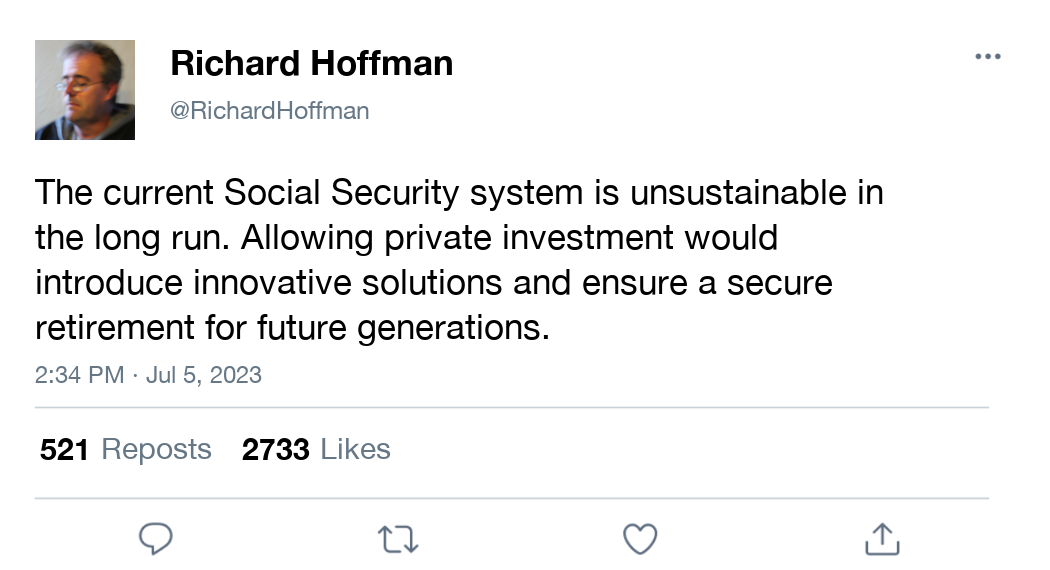 Richard Hoffman
@RichardHoffman
The current Social Security system is unsustainable in
the long run. Allowing private investment would
introduce innovative solutions and ensure a secure
retirement for future generations.
2:34 PM · Jul 5, 2023
521 Reposts 2733 Likes